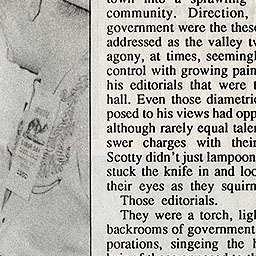 town into a sprawling
community. Direction,
government were the these
addressed as the valley tw
agony, at times, seemingl
control with growing pain
his editorials that were t
hall. Even those diametric
posed to his views had opp
although rarely equal talen
swer charges with their
Scotty didn't just lampoon
stuck the knife in and loo
their eyes as they squirm
Those editorials.
They were a torch, ligh
backrooms of government
porations, singeing the h